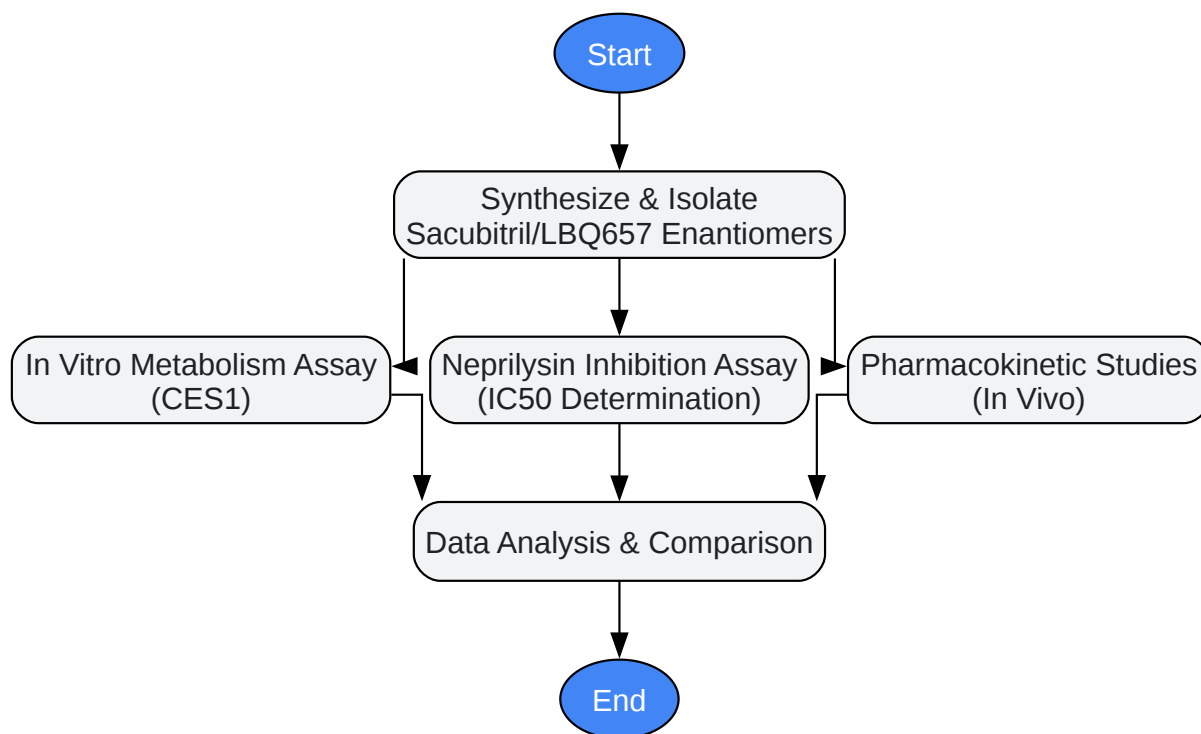 Start
Synthesize & Isolate
Sacubitril/LBQ657 Enantiomers
In Vitro Metabolism Assay
(CES1)
Neprilysin Inhibition Assay
(IC50 Determination)
Pharmacokinetic Studies
(In Vivo)
Data Analysis & Comparison
End